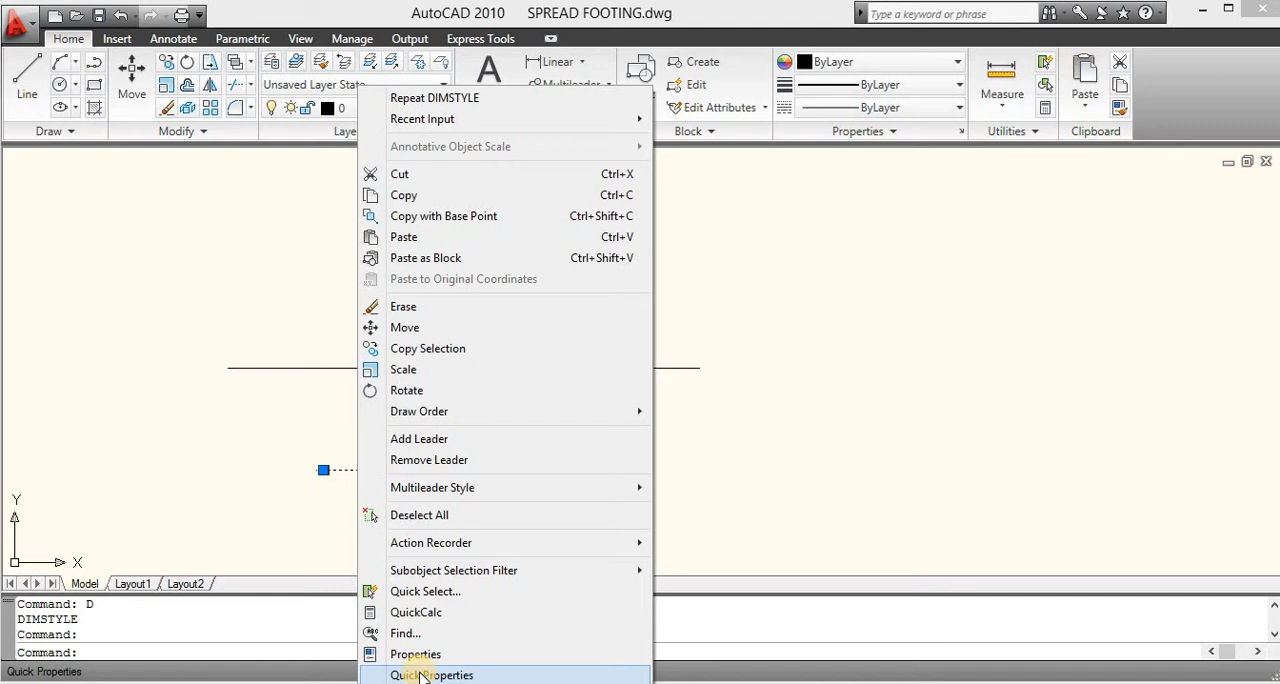 AutoCAD 2010 SPREAD FOOTING.dwg
Type a keyword or phrase
Home Insert Annotate Parametric View Manage Output Express Tools
Line
Move
Unsaved Layer State
0
A
Linear
Create
Edit
Edit Attributes
ByLayer
ByLayer
ByLayer
Measure
Paste
Draw Modify Block Properties Utilities Clipboard
Repeat DIMSTYLE
Recent Input
Annotative Object Scale
Cut Ctrl+X
Copy Ctrl+C
Copy with Base Point Ctrl+Shift+C
Paste Ctrl+V
Paste as Block Ctrl+Shift+V
Paste to Original Coordinates
Erase
Move
Copy Selection
Scale
Rotate
Draw Order
Add Leader
Remove Leader
Multileader Style
Deselect All
Action Recorder
Subobject Selection Filter
Quick Select...
QuickCalc
Find...
Properties
Quick Properties
Y
X
Model Layout1 Layout2
Command: D
DIMSTYLE
Command:
Command:
Quick Properties